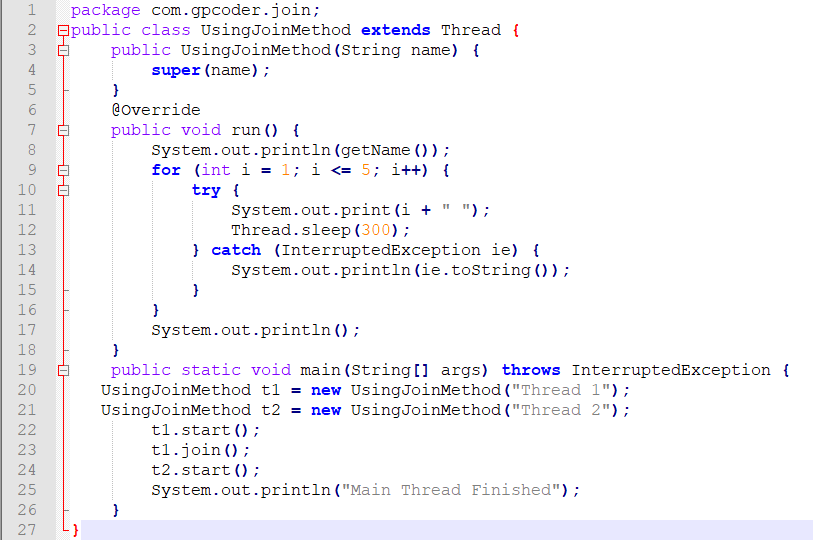 1 package com.gpcoder.join;
2 public class UsingJoinMethod extends Thread {
3 public UsingJoinMethod(String name) {
4 super(name);
5 }
6 @Override
7 public void run() {
8 System.out.println(getName());
9 for (int i = 1; i <= 5; i++) {
10 try {
11 System.out.print(i + " ");
12 Thread.sleep(300);
13 } catch (InterruptedException ie) {
14 System.out.println(ie.toString());
15 }
16 }
17 System.out.println();
18 }
19 public static void main(String[] args) throws InterruptedException {
20 UsingJoinMethod t1 = new UsingJoinMethod("Thread 1");
21 UsingJoinMethod t2 = new UsingJoinMethod("Thread 2");
22 t1.start();
23 t1.join();
24 t2.start();
25 System.out.println("Main Thread Finished");
26 }
27 }